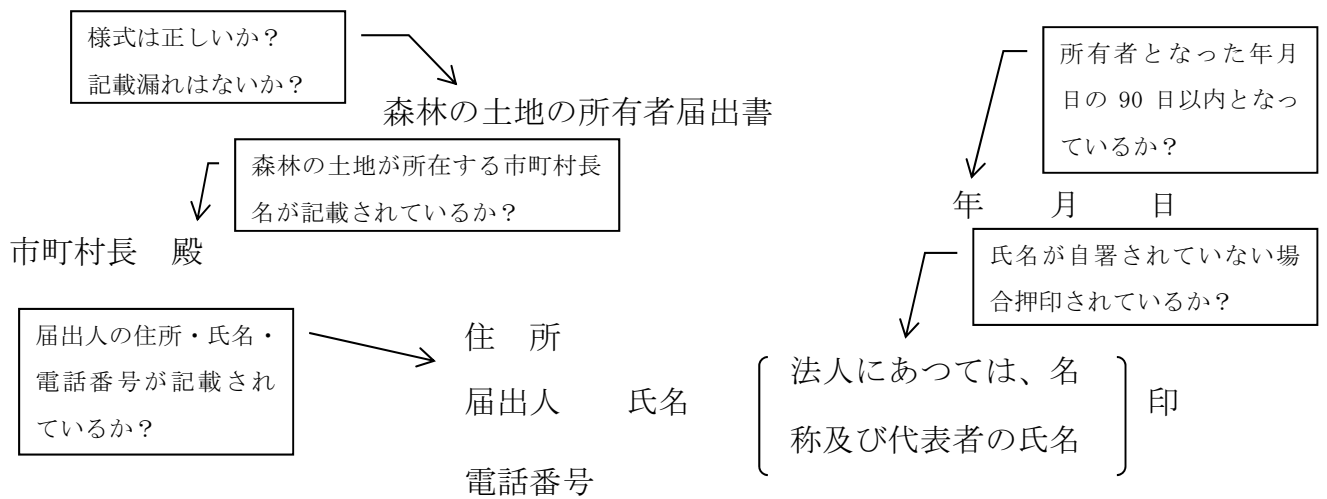 様式は正しいか？
記載漏れはないか？
森林の土地の所有者届出書
所有者となった年月
日の 90 日以内となっ
ているか？
森林の土地が所在する市町村長
名が記載されているか？
年　　月　　日
市町村長　殿
氏名が自署されていない場
合押印されているか？
届出人の住所・氏名・
電話番号が記載され
ているか？
住　所
届出人　　氏名
法人にあつては、名
称及び代表者の氏名
印
電話番号